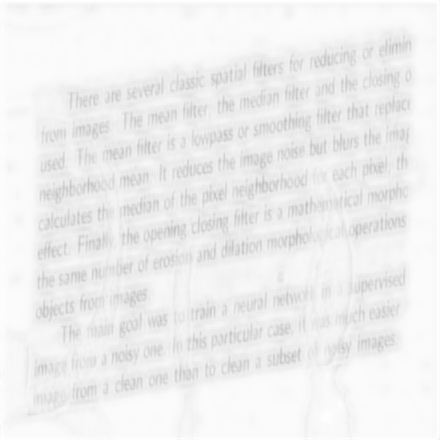 There are several classic spatial filters for reducing or elimin
from images. The mean filter, the median filter and the closing o
used. The mean filter is a lowpass or smoothing filter that replaci
neighborhood mean. It reduces the image noise but blurs the imag
calculates the median of the pixel neighborhood for each pixel, th
effect. Finally, the opening closing filter is a mathematical morpho
the same number of erosion and dilation morphological operations
objects from images.
The main goal was to train a neural network in a supervised
image from a noisy one. In this particular case, it was much easier
image from a clean one than to clean a subset of noisy images.